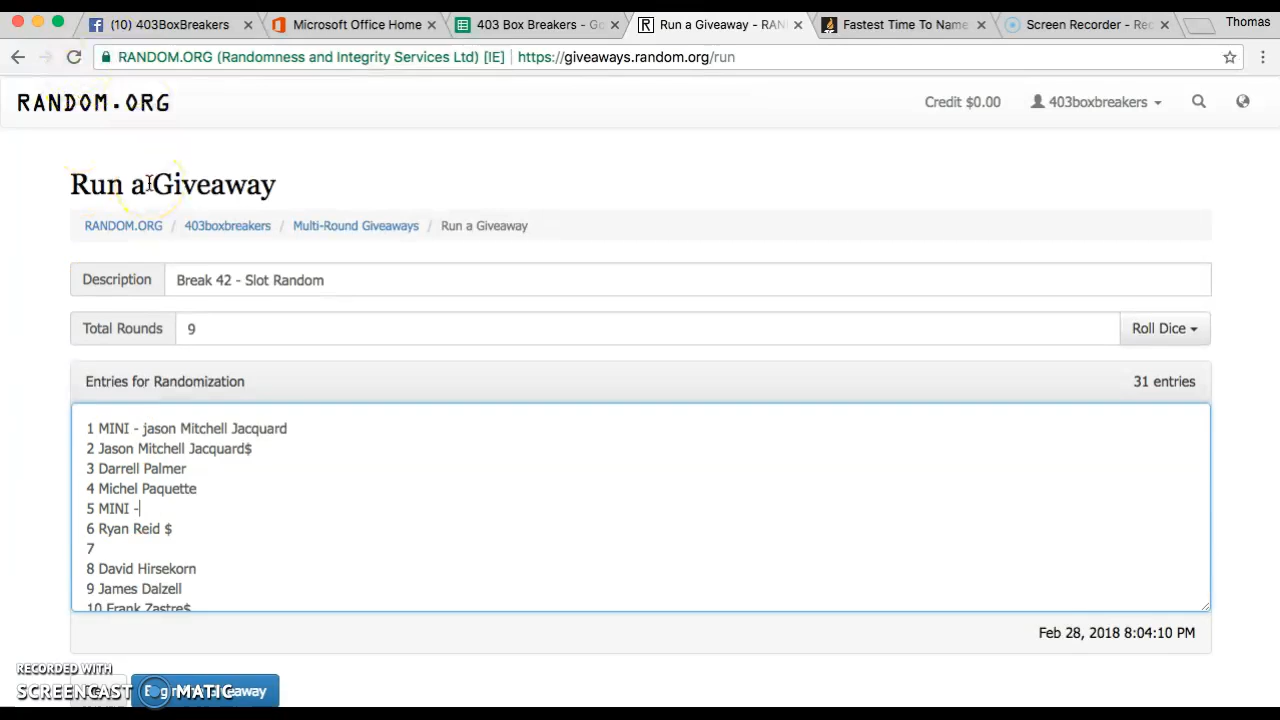 (10) 403BoxBreakers
Microsoft Office Home
403 Box Breakers - Go
Run a Giveaway - RAN
Fastest Time To Name
Screen Recorder - Rec
Thomas
RANDOM.ORG (Randomness and Integrity Services Ltd) [IE] https://giveaways.random.org/run
RANDOM.ORG
Credit $0.00
403boxbreakers
Run a Giveaway
RANDOM.ORG / 403boxbreakers / Multi-Round Giveaways / Run a Giveaway
Description Break 42 - Slot Random
Total Rounds 9 Roll Dice
Entries for Randomization 31 entries
1 MINI - jason Mitchell Jacquard
2 Jason Mitchell Jacquard$
3 Darrell Palmer
4 Michel Paquette
5 MINI -
6 Ryan Reid $
7
8 David Hirsekorn
9 James Dalzell
10 Frank Zastre$
Feb 28, 2018 8:04:10 PM
RECORDED WITH
SCREENCAST MATIC